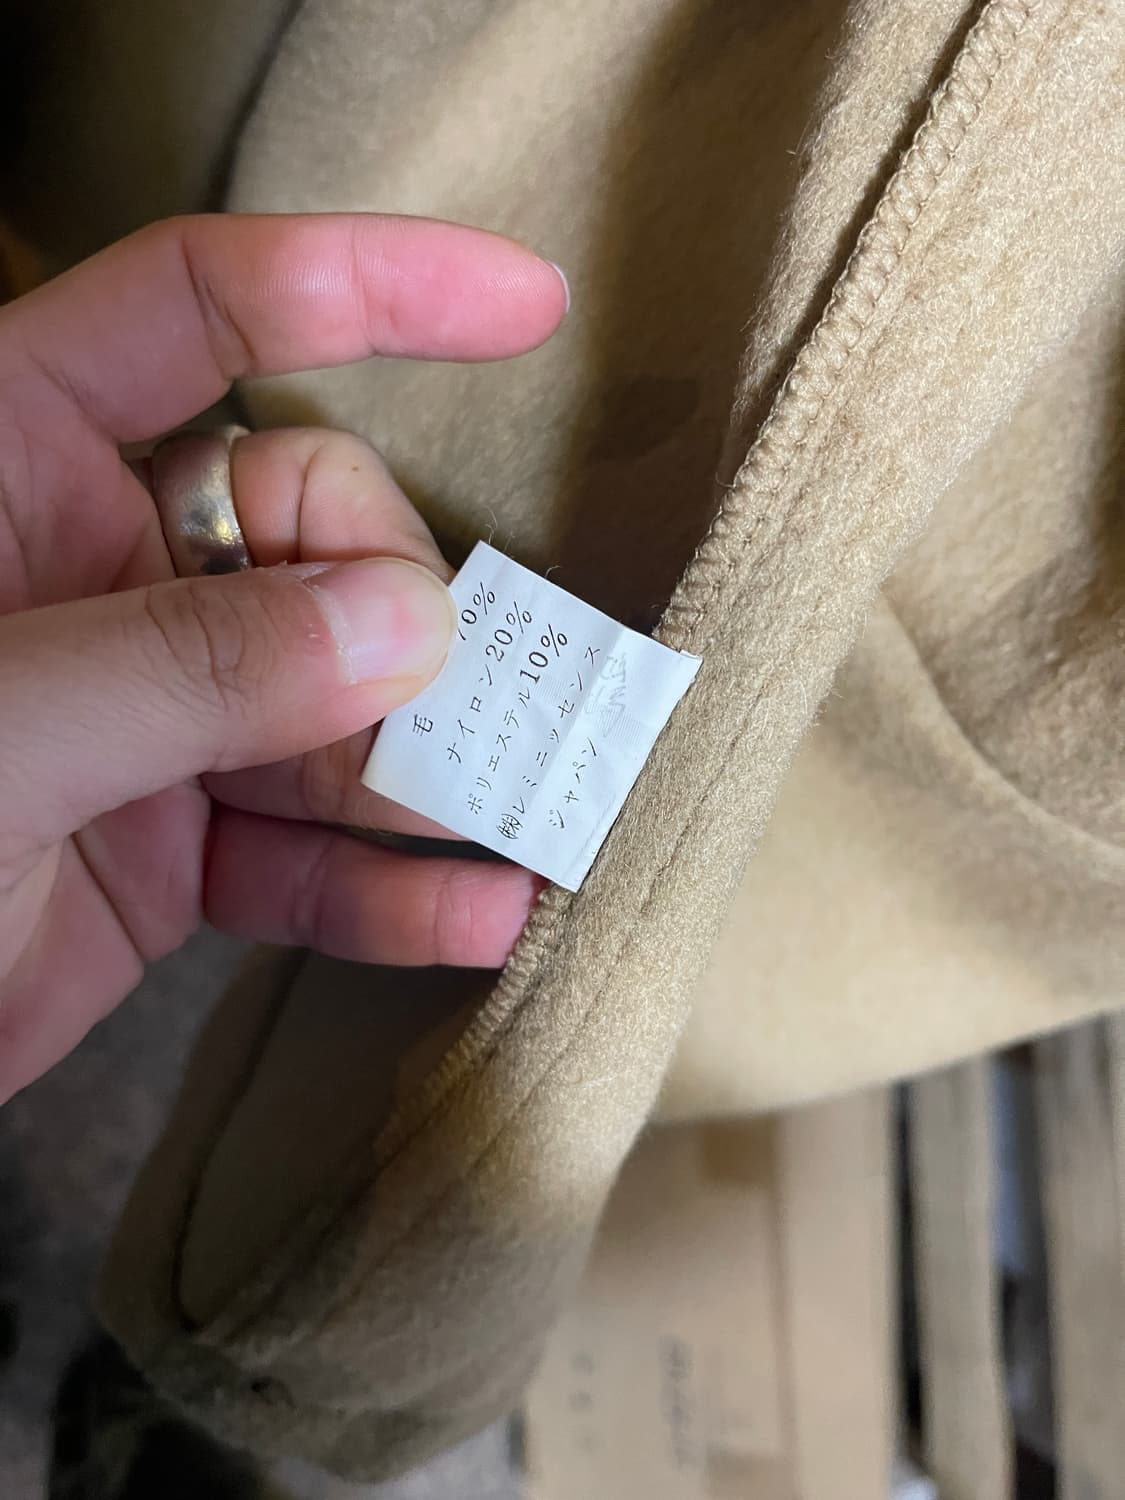 毛 70%
ナイロン20%
ポリエステル10%
㈱レミニッセンス
ジャパン